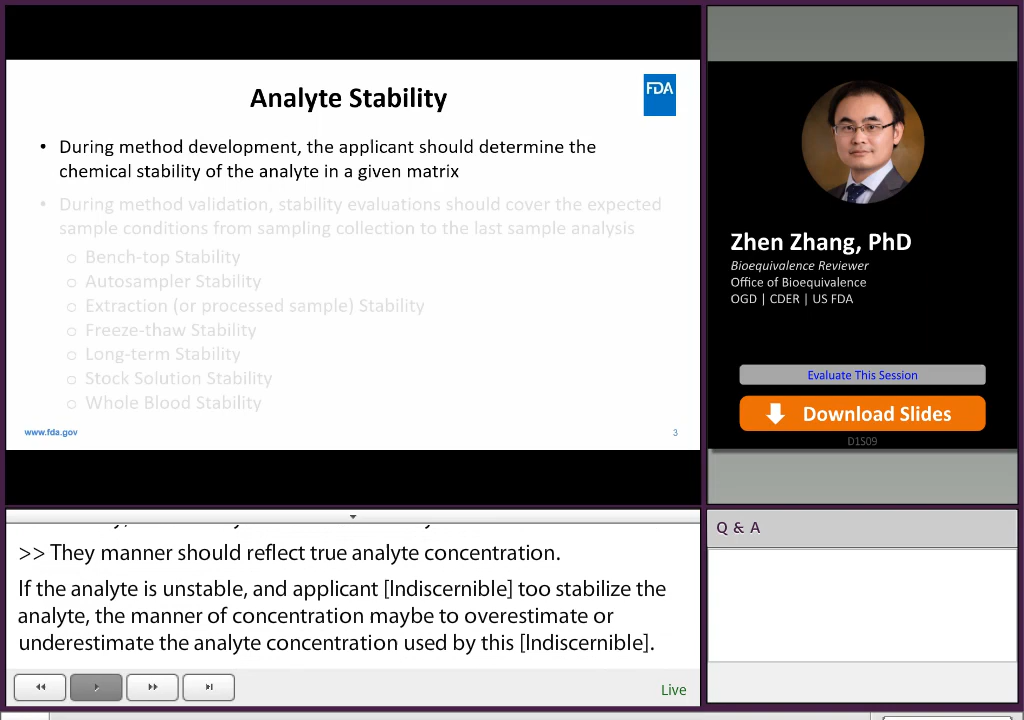 Analyte Stability
FDA
• During method development, the applicant should determine the
chemical stability of the analyte in a given matrix
• During method validation, stability evaluations should cover the expected
sample conditions from sampling collection to the last sample analysis
o Bench-top Stability
o Autosampler Stability
o Extraction (or processed sample) Stability
o Freeze-thaw Stability
o Long-term Stability
o Stock Solution Stability
o Whole Blood Stability
www.fda.gov
3
Zhen Zhang, PhD
Bioequivalence Reviewer
Office of Bioequivalence
OGD | CDER | US FDA
Evaluate This Session
Download Slides
D1S09
>> They manner should reflect true analyte concentration.
If the analyte is unstable, and applicant [Indiscernible] too stabilize the
analyte, the manner of concentration maybe to overestimate or
underestimate the analyte concentration used by this [Indiscernible].
Live
Q & A